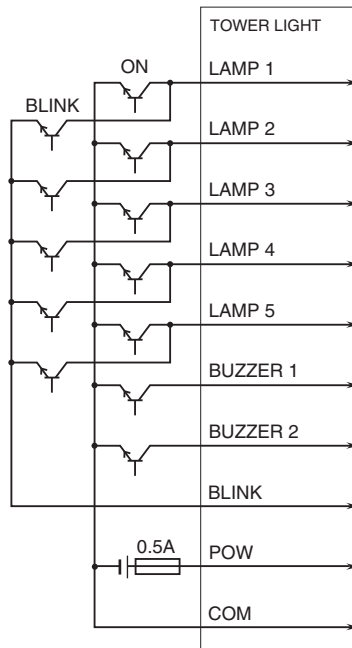 TOWER LIGHT
ON
LAMP 1
BLINK
LAMP 2
LAMP 3
LAMP 4
LAMP 5
BUZZER 1
BUZZER 2
BLINK
0.5A
POW
COM